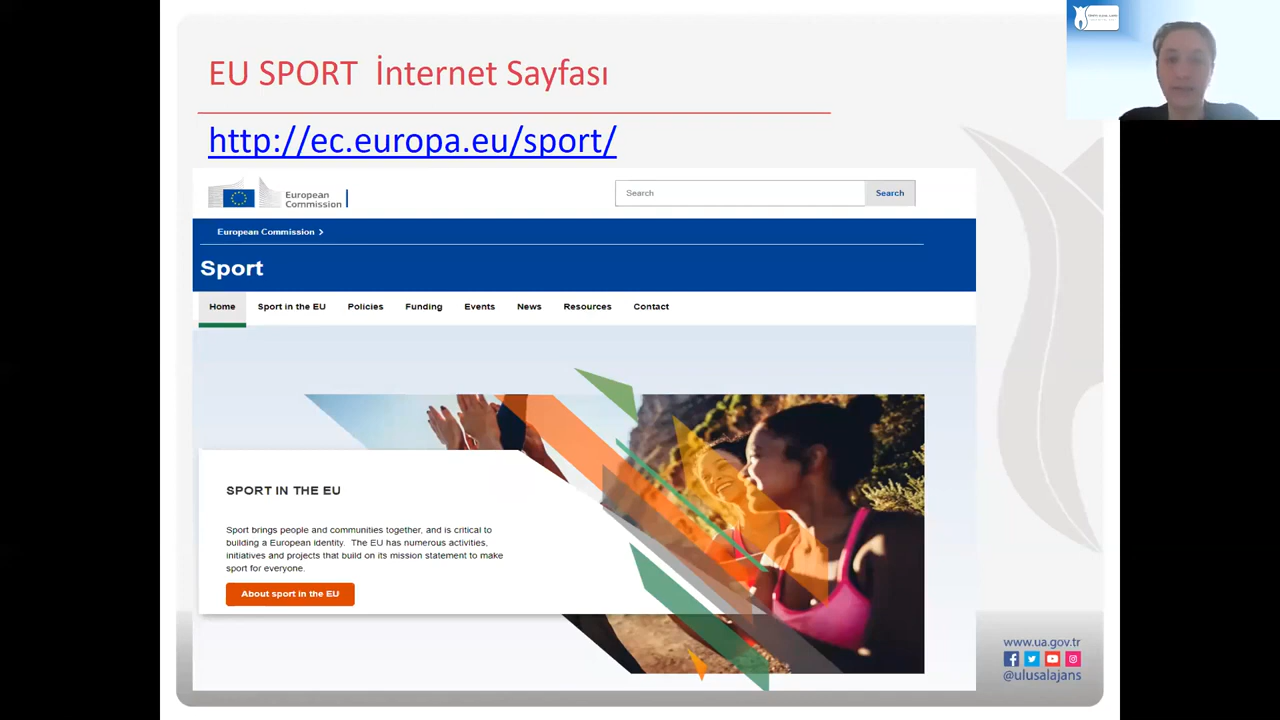 EU SPORT İnternet Sayfası
http://ec.europa.eu/sport/
European
Commission
Search
Search
European Commission
Sport
Home
Sport in the EU
Policies
Funding
Events
News
Resources
Contact
SPORT IN THE EU
Sport brings people and communities together, and is critical to
building a European identity. The EU has numerous activities,
initiatives and projects that build on its mission statement to make
sport for everyone.
About sport in the EU
www.ua.gov.tr
@ulusalajans